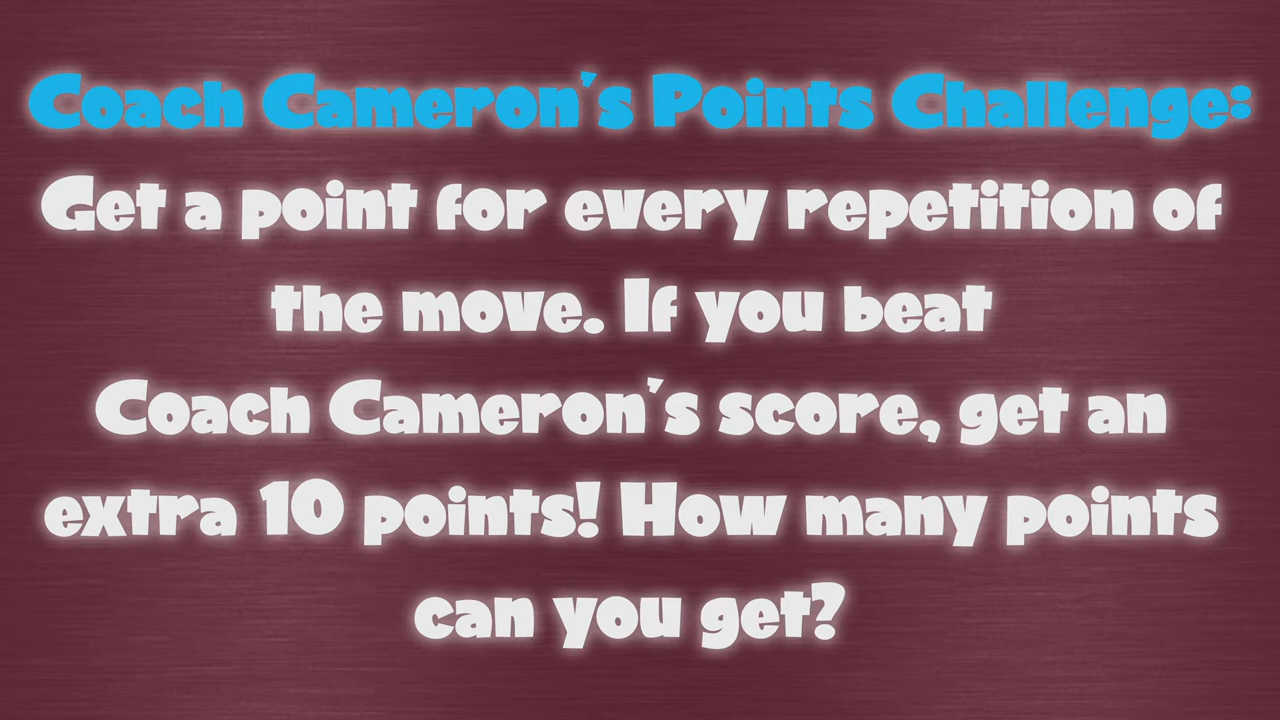 Coach Cameron's Points Challenge:
Get a point for every repetition of
the move. If you beat
Coach Cameron's score, get an
extra 10 points! How many points
can you get?